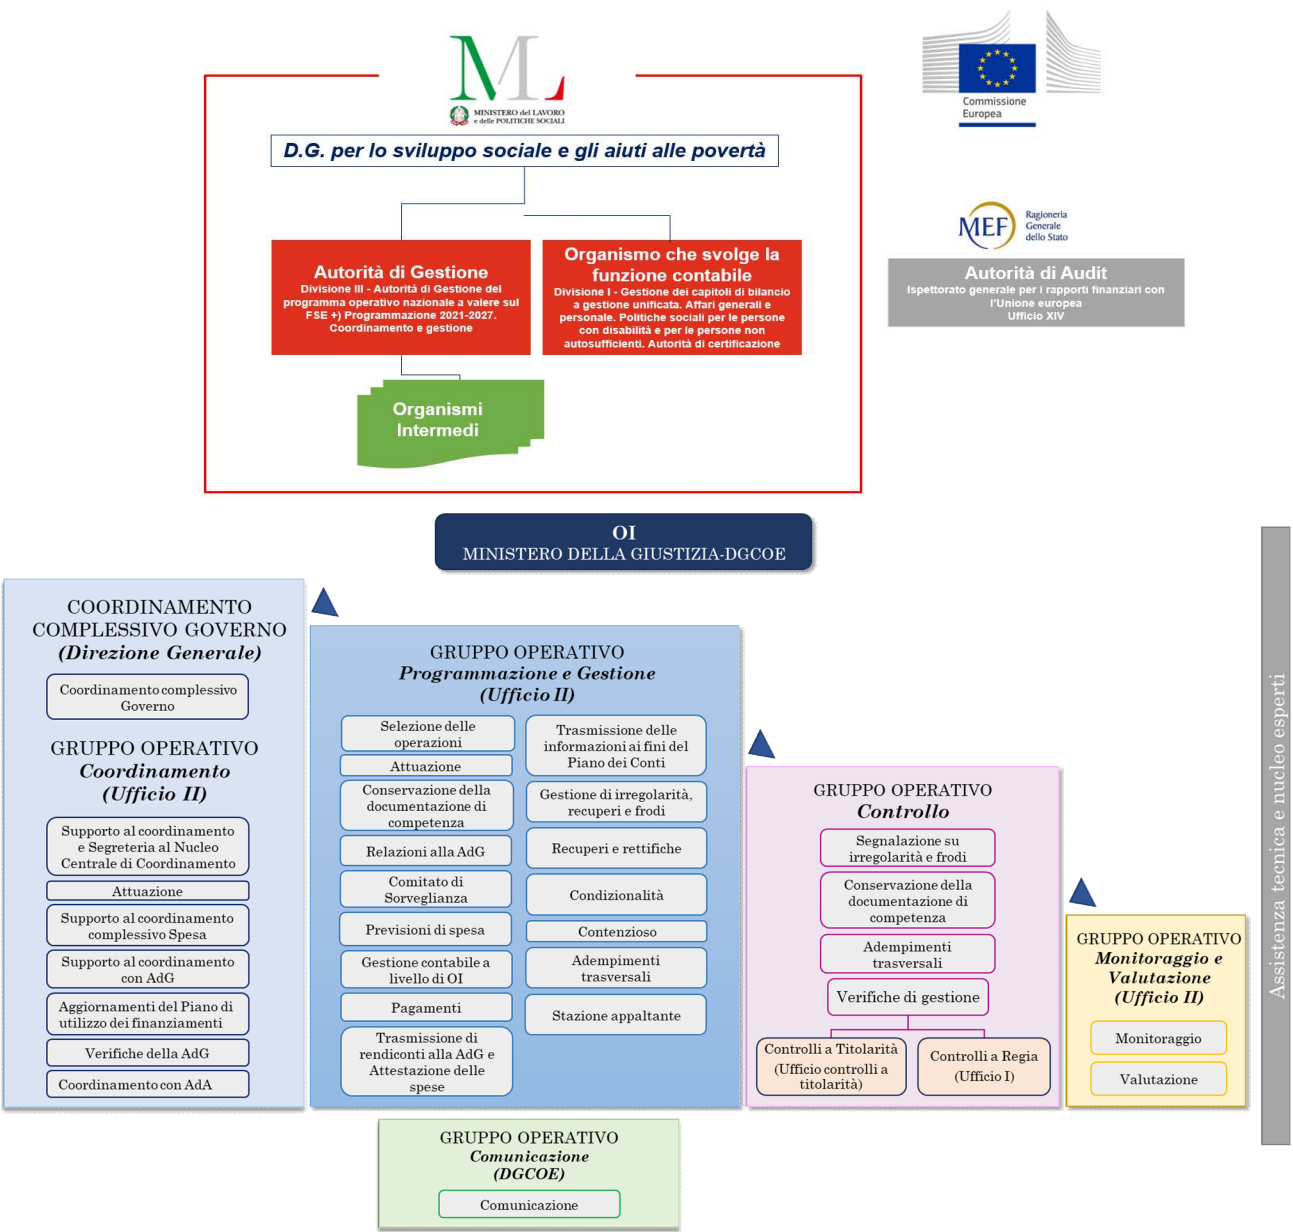 ML
MINISTERO del LAVORO
e delle POLITICHE SOCIALI
Commissione
Europea
D.G. per lo sviluppo sociale e gli aiuti alle povertà
MEF
Ragioneria
Generale
dello Stato
Autorità di Gestione
Divisione III - Autorità di Gestione del
programma operativo nazionale a valere sul
FSE +) Programmazione 2021-2027.
Coordinamento e gestione
Organismo che svolge la
funzione contabile
Divisione I - Gestione dei capitoli di bilancio
a gestione unificata. Affari generali e
personale. Politiche sociali per le persone
con disabilità e per le persone non
autosufficienti. Autorità di certificazione
Autorità di Audit
Ispettorato generale per i rapporti finanziari con
l'Unione europea
Ufficio XIV
Organismi
Intermedi
OI
MINISTERO DELLA GIUSTIZIA-DGCOE
COORDINAMENTO
COMPLESSIVO GOVERNO
(Direzione Generale)
Coordinamento complessivo
Governo
GRUPPO OPERATIVO
Coordinamento
(Ufficio II)
Supporto al coordinamento
e Segreteria al Nucleo
Centrale di Coordinamento
Attuazione
Supporto al coordinamento
complessivo Spesa
Supporto al coordinamento
con AdG
Aggiornamenti del Piano di
utilizzo dei finanziamenti
Verifiche della AdG
Coordinamento con AdA
GRUPPO OPERATIVO
Programmazione e Gestione
(Ufficio II)
Selezione delle
operazioni
Attuazione
Conservazione della
documentazione di
competenza
Relazioni alla AdG
Comitato di
Sorveglianza
Previsioni di spesa
Gestione contabile a
livello di OI
Pagamenti
Trasmissione di
rendiconti alla AdG e
Attestazione delle
spese
Trasmissione delle
informazioni ai fini del
Piano dei Conti
Gestione di irregolarità,
recuperi e frodi
Recuperi e rettifiche
Condizionalità
Contenzioso
Adempimenti
trasversali
Stazione appaltante
GRUPPO OPERATIVO
Controllo
Segnalazione su
irregolarità e frodi
Conservazione della
documentazione di
competenza
Adempimenti
trasversali
Verifiche di gestione
Controlli a Titolarità
(Ufficio controlli a
titolarità)
Controlli a Regia
(Ufficio I)
GRUPPO OPERATIVO
Monitoraggio e
Valutazione
(Ufficio II)
Monitoraggio
Valutazione
Assistenza tecnica e nucleo esperti
GRUPPO OPERATIVO
Comunicazione
(DGCOE)
Comunicazione